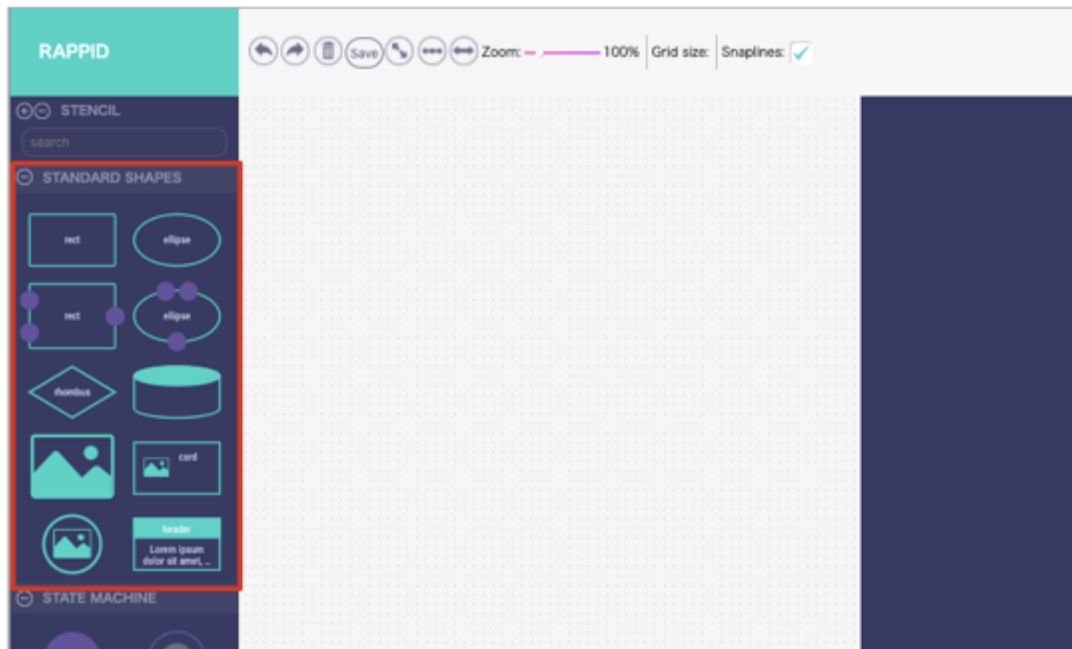 RAPPID
Save Zoom: 100% Grid size: Snaplines:
STENCIL
search
STANDARD SHAPES
rect ellipse
rect ellipse
rhombus
card
header
Lorem ipsum
dolor sit amet, ...
STATE MACHINE